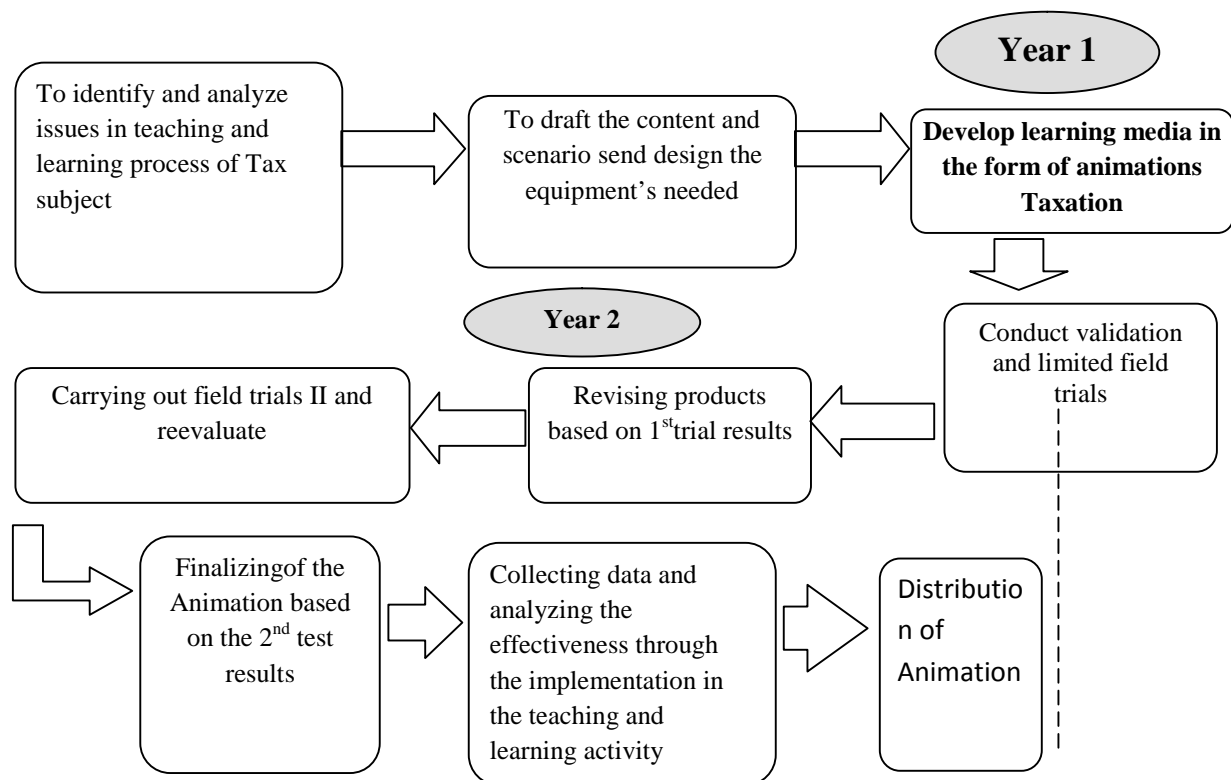 Year 1
To identify and analyze
issues in teaching and
learning process of Tax
subject
To draft the content and
scenario send design the
equipment’s needed
Develop learning media in
the form of animations
Taxation
Year 2
Conduct validation
and limited field
trials
Revising products
based on 1st trial results
Carrying out field trials II and
reevaluate
Finalizingof the
Animation based
on the 2nd test
results
Collecting data and
analyzing the
effectiveness through
the implementation in
the teaching and
learning activity
Distributio
n of
Animation